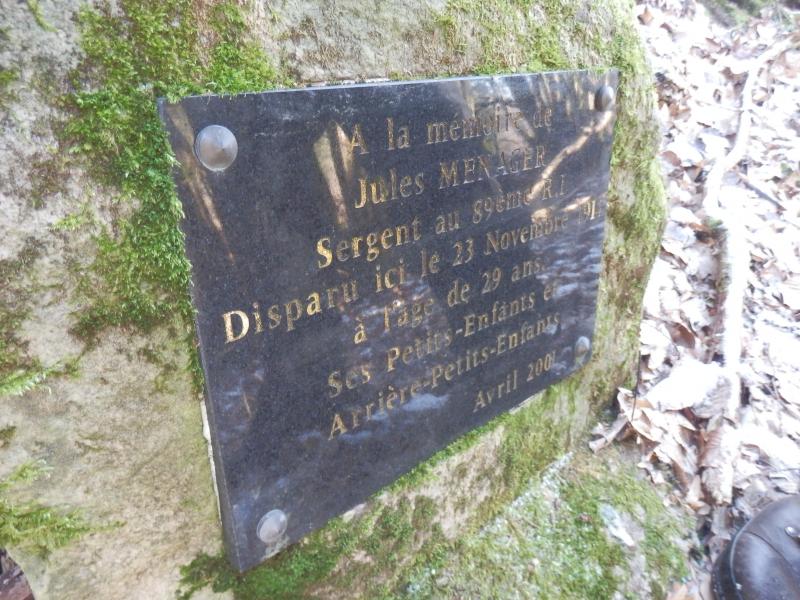 A la mémoire de
Jules MENAGER
Sergent au 89ème R.I
Disparu ici le 23 Novembre 1914
à l'âge de 29 ans.
Ses Petits-Enfants et
Arrière-Petits-Enfants
Avril 2001